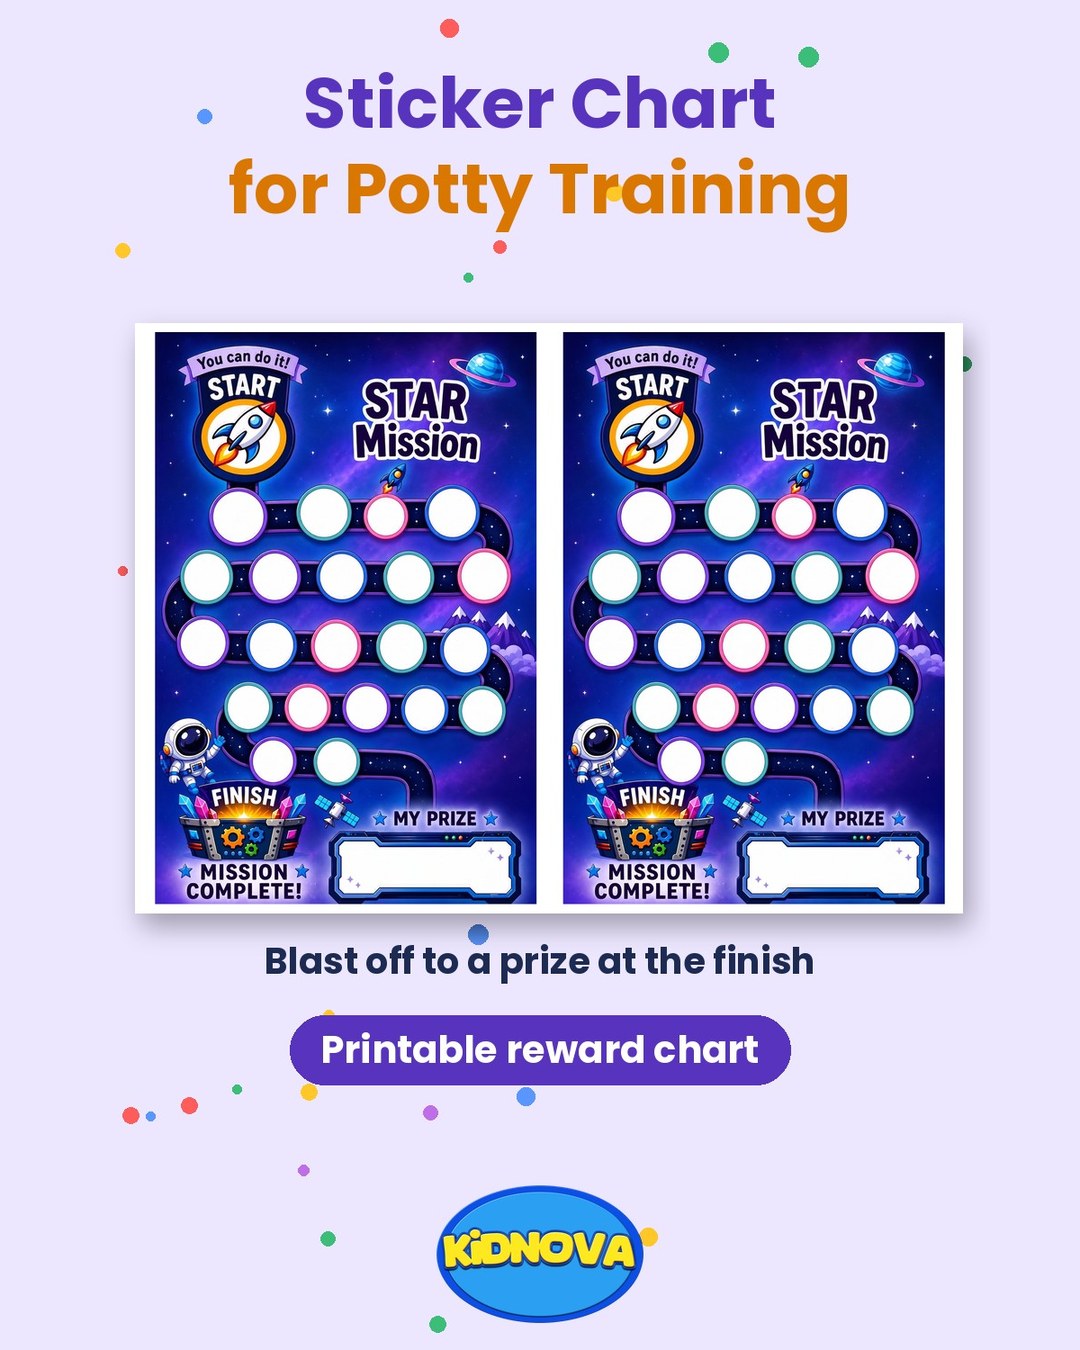 Sticker Chart
for Potty Training
You can do it!
START
STAR
Mission
FINISH
MISSION
COMPLETE!
MY PRIZE
You can do it!
START
STAR
Mission
FINISH
MISSION
COMPLETE!
MY PRIZE
Blast off to a prize at the finish
Printable reward chart
KiDNOVA